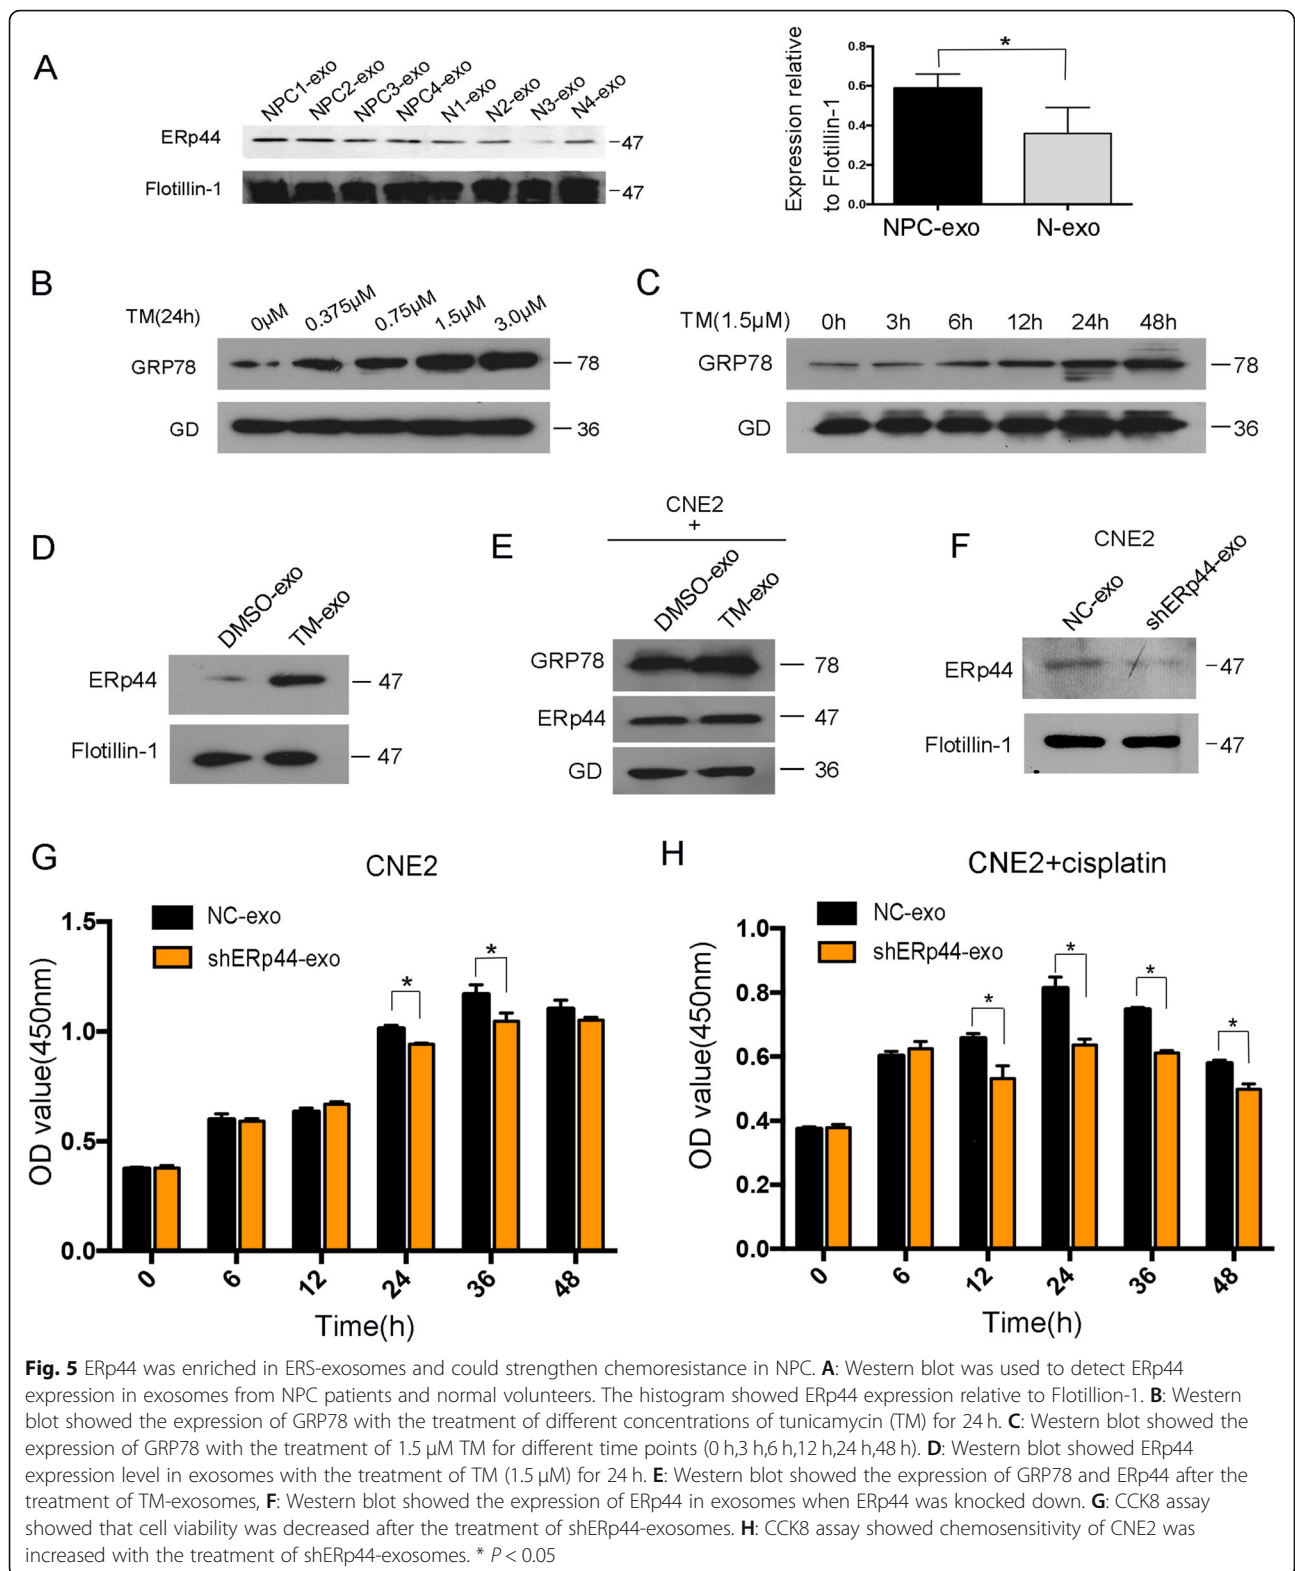 A
NPC1-exo NPC2-exo NPC3-exo NPC4-exo N1-exo N2-exo N3-exo N4-exo
ERp44 -47
Flotillin-1 -47
Expression relative
to Flotillin-1
0.8
0.6
0.4
0.2
0.0
*
NPC-exo N-exo
B
TM(24h) 0μM 0.375μM 0.75μM 1.5μM 3.0μM
GRP78 — 78
GD — 36
C
TM(1.5μM) 0h 3h 6h 12h 24h 48h
GRP78 —78
GD —36
D
DMSO-exo TM-exo
ERp44 — 47
Flotillin-1 — 47
E
CNE2
+
DMSO-exo TM-exo
GRP78 — 78
ERp44 — 47
GD — 36
F
CNE2
NC-exo shERp44-exo
ERp44 -47
Flotillin-1 -47
G
CNE2
NC-exo
shERp44-exo
OD value(450nm)
1.5
1.0
0.5
0.0
* *
0 6 12 24 36 48
Time(h)
H
CNE2+cisplatin
NC-exo
shERp44-exo
OD value(450nm)
1.0
0.8
0.6
0.4
0.2
0.0
* * * *
0 6 12 24 36 48
Time(h)
Fig. 5 ERp44 was enriched in ERS-exosomes and could strengthen chemoresistance in NPC. A: Western blot was used to detect ERp44
expression in exosomes from NPC patients and normal volunteers. The histogram showed ERp44 expression relative to Flotillion-1. B: Western
blot showed the expression of GRP78 with the treatment of different concentrations of tunicamycin (TM) for 24 h. C: Western blot showed the
expression of GRP78 with the treatment of 1.5 μM TM for different time points (0 h,3 h,6 h,12 h,24 h,48 h). D: Western blot showed ERp44
expression level in exosomes with the treatment of TM (1.5 μM) for 24 h. E: Western blot showed the expression of GRP78 and ERp44 after the
treatment of TM-exosomes, F: Western blot showed the expression of ERp44 in exosomes when ERp44 was knocked down. G: CCK8 assay
showed that cell viability was decreased after the treatment of shERp44-exosomes. H: CCK8 assay showed chemosensitivity of CNE2 was
increased with the treatment of shERp44-exosomes. * P < 0.05